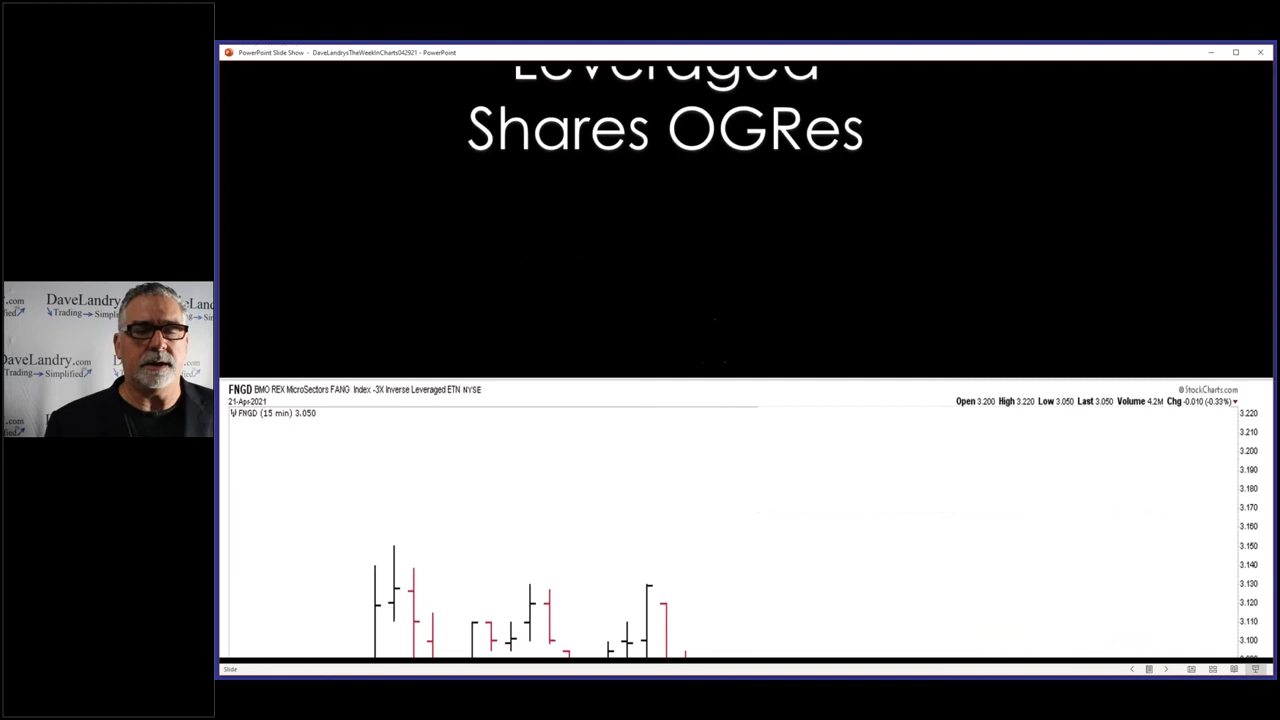 PowerPoint Slide Show - DaveLandrysTheWeekInCharts042921 - PowerPoint
Leveraged
Shares OGRes
FNGD BMO REX MicroSectors FANG Index -3X Inverse Leveraged ETN NYSE
© StockCharts.com
21-Apr-2021
Open 3.200 High 3.220 Low 3.050 Last 3.050 Volume 4.2M Chg -0.010 (-0.33%)
FNGD (15 min) 3.050
3.220
3.210
3.200
3.190
3.180
3.170
3.160
3.150
3.140
3.130
3.120
3.110
3.100
Slide
.com
DaveLandry
Trading Simplified
DaveLandry.com
Trading Simplified